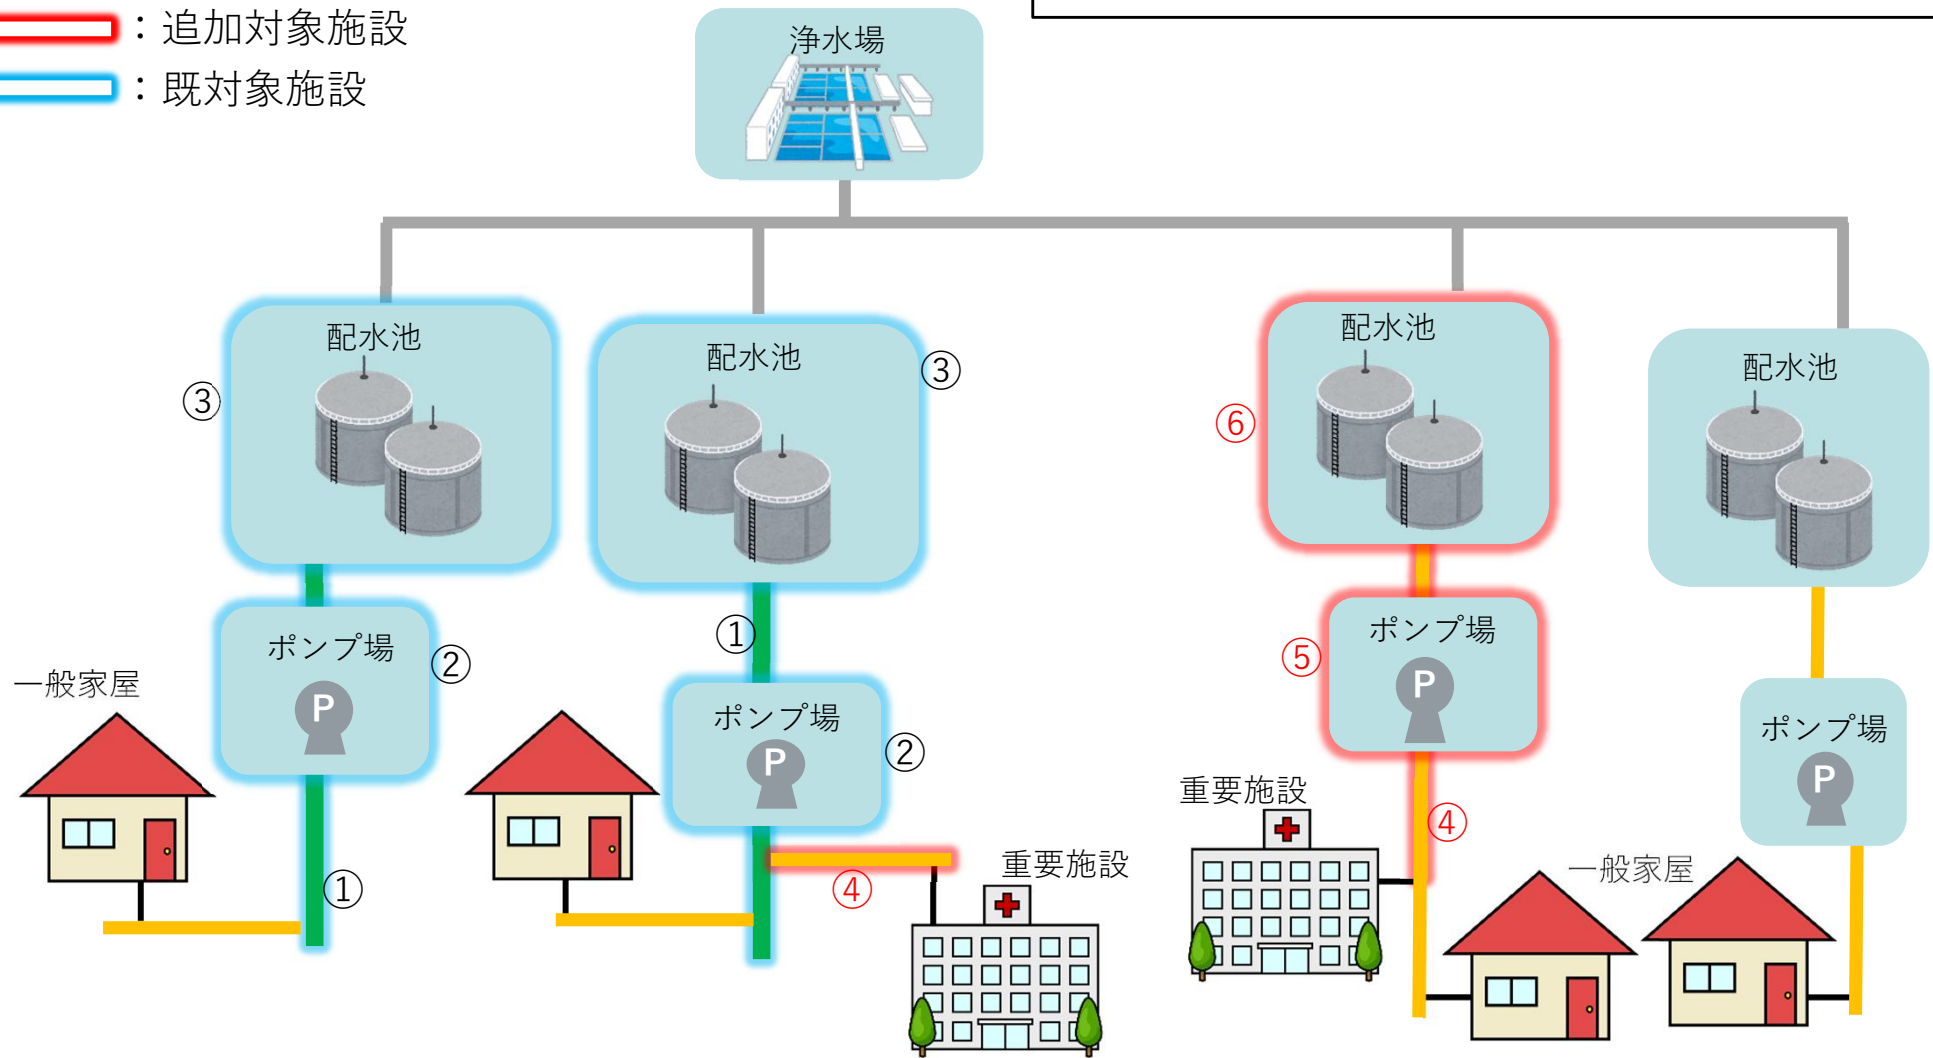 ：追加対象施設
：既対象施設
浄水場
配水池
③
配水池
③
配水池
⑥
配水池
①
ポンプ場
②
ポンプ場
②
ポンプ場
⑤
ポンプ場
P
P
P
P
一般家屋
①
④
重要施設
重要施設
④
一般家屋